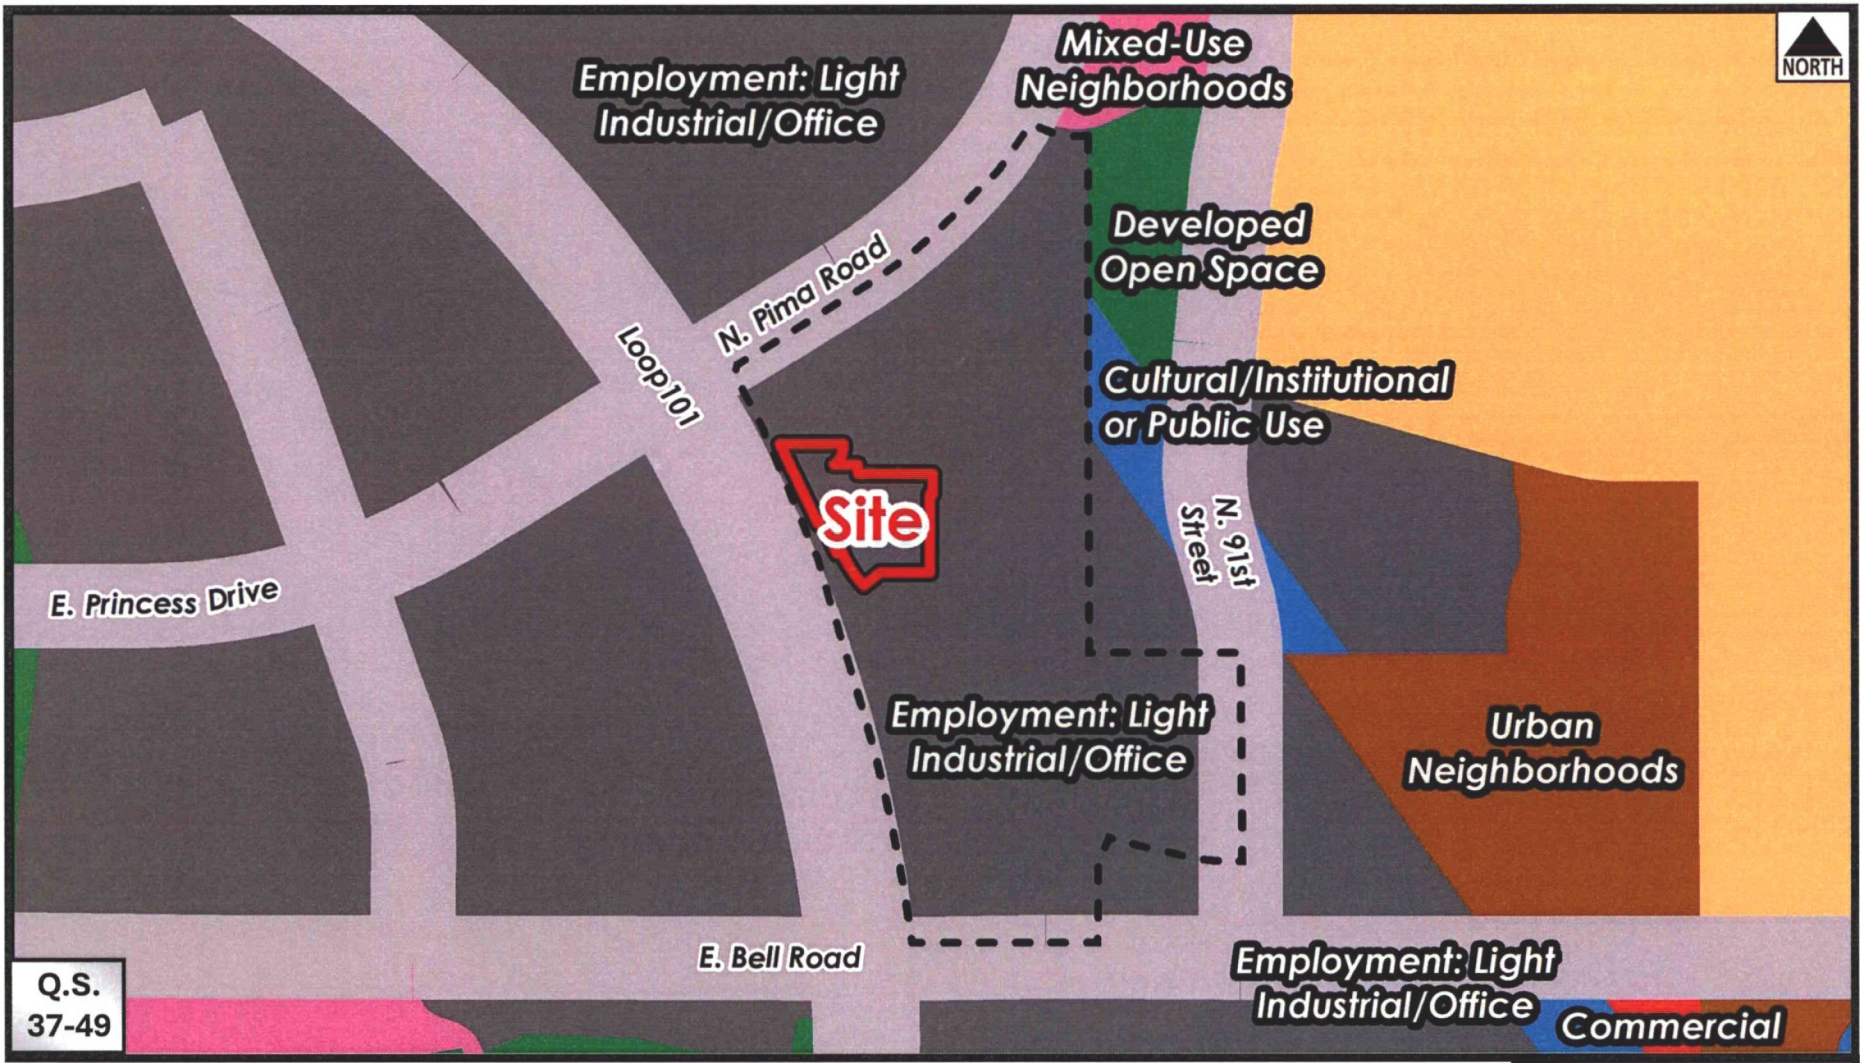 Mixed-Use
Neighborhoods
NORTH
Employment: Light
Industrial/Office
Developed
Open Space
N. Pima Road
Loop101
Cultural/Institutional
or Public Use
Site
N. 91st
Street
E. Princess Drive
Employment: Light
Industrial/Office
Urban
Neighborhoods
E. Bell Road
Employment: Light
Industrial/Office
Q.S.
37-49
Commercial